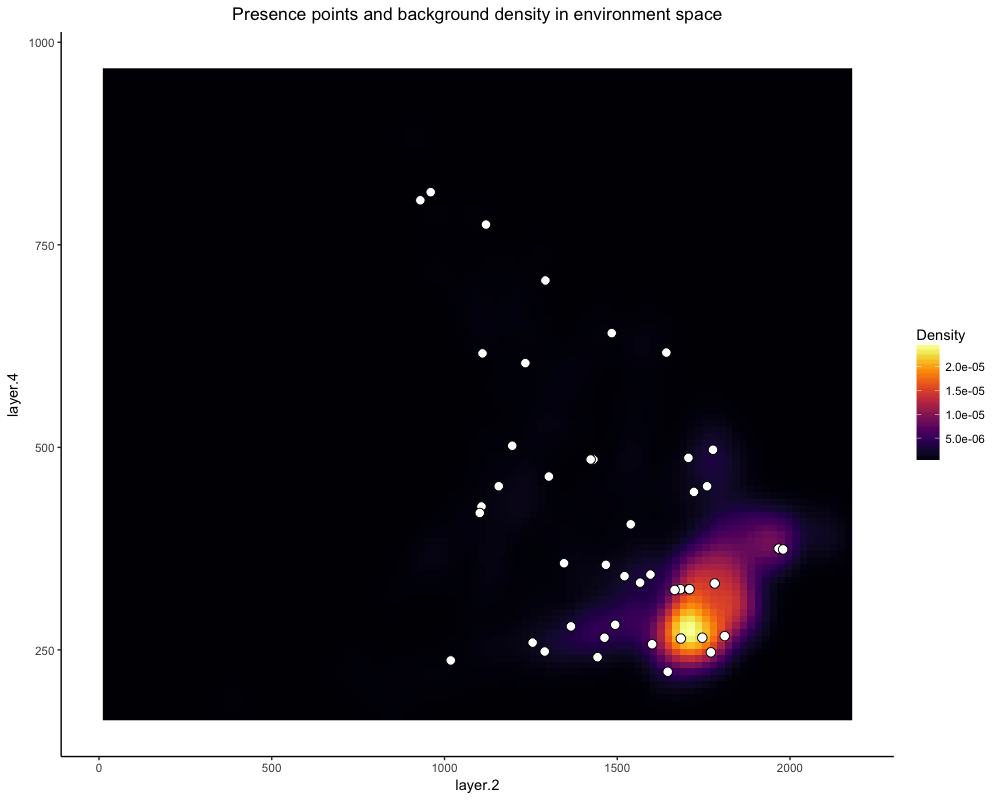 Presence points and background density in environment space
1000
750
500
250
layer.4
0
500
1000
1500
2000
layer.2
Density
2.0e-05
1.5e-05
1.0e-05
5.0e-06